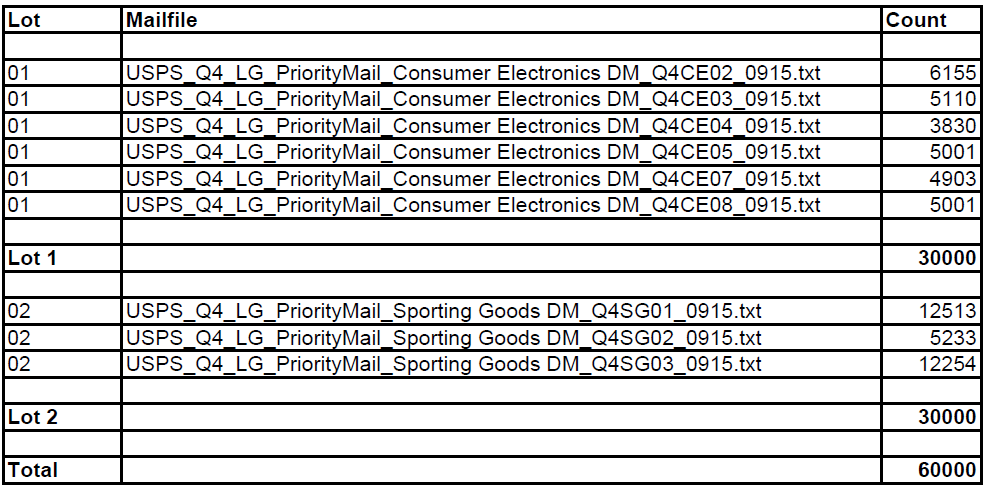 Lot Mailfile Count
01 USPS_Q4_LG_PriorityMail_Consumer Electronics DM_Q4CE02_0915.txt 6155
01 USPS_Q4_LG_PriorityMail_Consumer Electronics DM_Q4CE03_0915.txt 5110
01 USPS_Q4_LG_PriorityMail_Consumer Electronics DM_Q4CE04_0915.txt 3830
01 USPS_Q4_LG_PriorityMail_Consumer Electronics DM_Q4CE05_0915.txt 5001
01 USPS_Q4_LG_PriorityMail_Consumer Electronics DM_Q4CE07_0915.txt 4903
01 USPS_Q4_LG_PriorityMail_Consumer Electronics DM_Q4CE08_0915.txt 5001
Lot 1 30000
02 USPS_Q4_LG_PriorityMail_Sporting Goods DM_Q4SG01_0915.txt 12513
02 USPS_Q4_LG_PriorityMail_Sporting Goods DM_Q4SG02_0915.txt 5233
02 USPS_Q4_LG_PriorityMail_Sporting Goods DM_Q4SG03_0915.txt 12254
Lot 2 30000
Total 60000